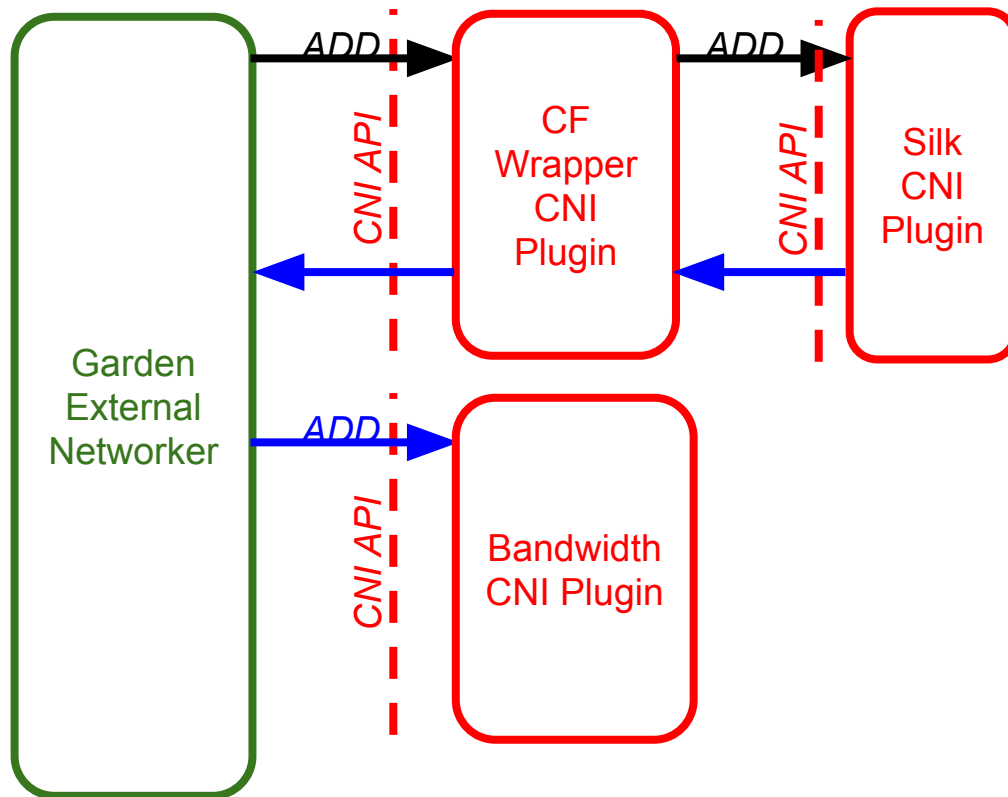 ADD
ADD
CNI API
CF
Wrapper
CNI
Plugin
CNI API
Silk
CNI
Plugin
Garden
External
Networker
ADD
CNI API
Bandwidth
CNI Plugin